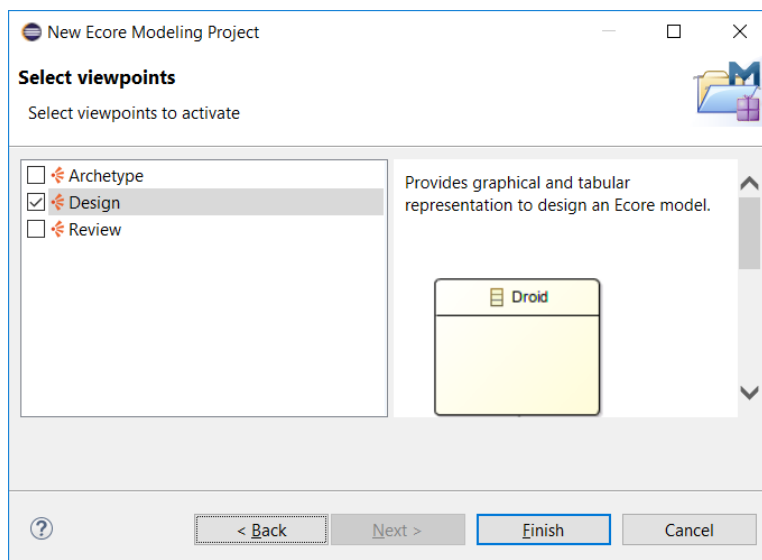 New Ecore Modeling Project
Select viewpoints
Select viewpoints to activate
Archetype
Design
Review
Provides graphical and tabular
representation to design an Ecore model.
Droid
< Back
Next >
Finish
Cancel